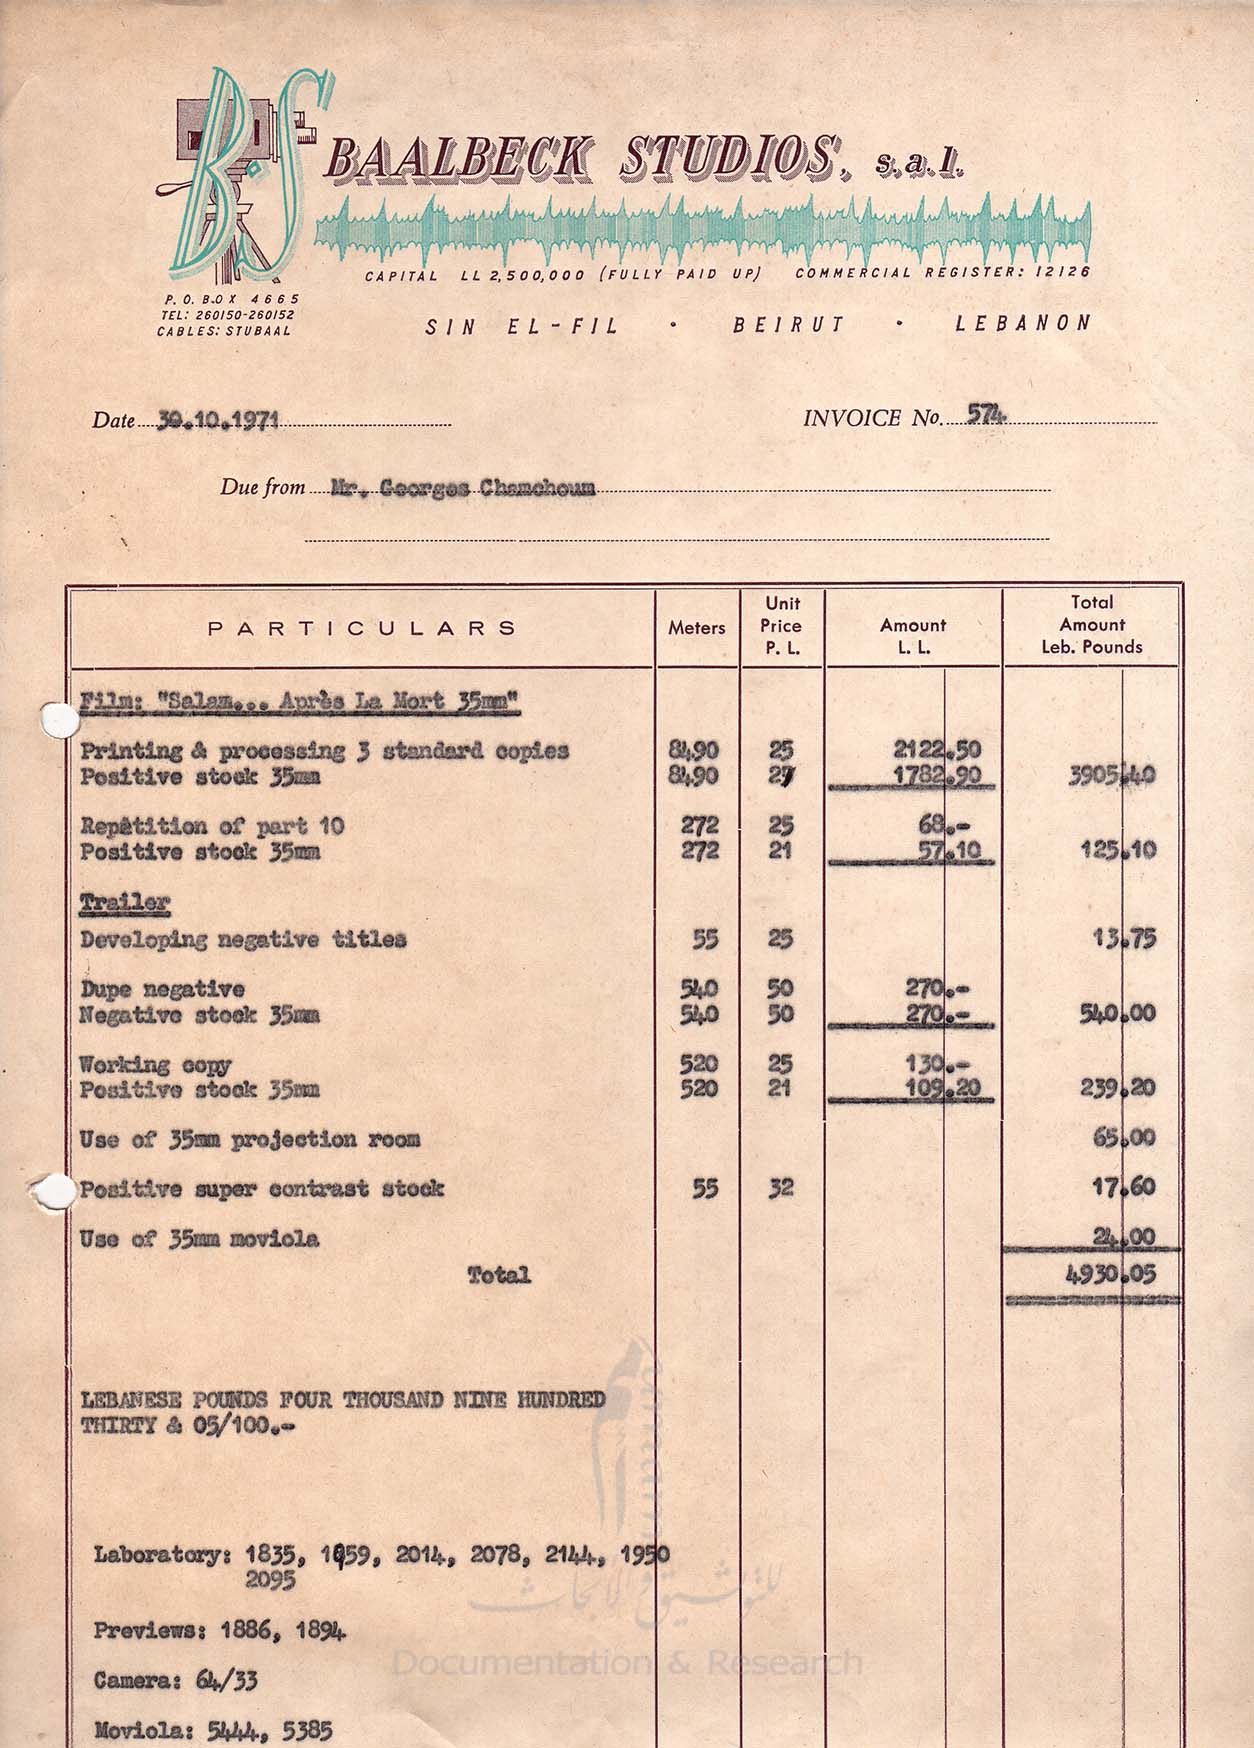 B.S
BAALBECK STUDIOS, s.a.l.
CAPITAL LL 2,500,000 (FULLY PAID UP) COMMERCIAL REGISTER: 12126
P. O. BOX 4665
TEL: 260150-260152
CABLES: STUBAAL
SIN EL-FIL • BEIRUT • LEBANON
Date 30.10.1971 INVOICE No. 574
Due from Mr. Georges Chamchoum
PARTICULARS Meters Unit Price P. L. Amount L. L. Total Amount Leb. Pounds
Film: "Salam... Après La Mort 35mm"
Printing & processing 3 standard copies 8490 25 2122.50
Positive stock 35mm 8490 21 1782.90 3905.40
Repètition of part 10 272 25 68.-
Positive stock 35mm 272 21 57.10 125.10
Trailer
Developing negative titles 55 25 13.75
Dupe negative 540 50 270.-
Negative stock 35mm 540 50 270.- 540.00
Working copy 520 25 130.-
Positive stock 35mm 520 21 109.20 239.20
Use of 35mm projection room 65.00
Positive super contrast stock 55 32 17.60
Use of 35mm moviola 24.00
Total 4930.05
LEBANESE POUNDS FOUR THOUSAND NINE HUNDRED
THIRTY & 05/100.-
Laboratory: 1835, 1959, 2014, 2078, 2144, 1950
2095
للتوثيق والأبحاث
Previews: 1886, 1894
Documentation & Research
Camera: 64/33
Moviola: 5444, 5385